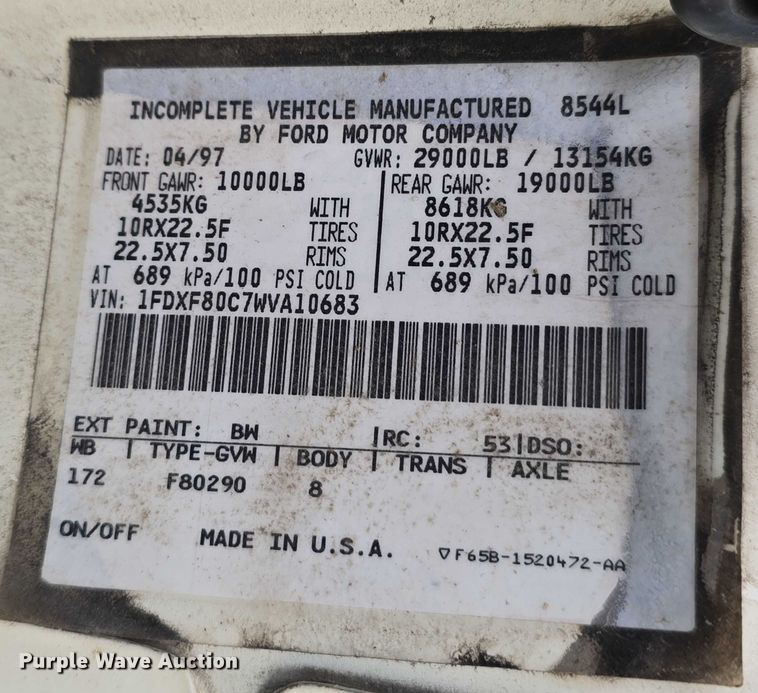 INCOMPLETE VEHICLE MANUFACTURED 8544L
BY FORD MOTOR COMPANY
DATE: 04/97 GVWR: 29000LB / 13154KG
FRONT GAWR: 10000LB REAR GAWR: 19000LB
4535KG WITH 8618KG WITH
10RX22.5F TIRES 10RX22.5F TIRES
22.5X7.50 RIMS 22.5X7.50 RIMS
AT 689 kPa/100 PSI COLD AT 689 kPa/100 PSI COLD
VIN: 1FDXF80C7WVA10683
EXT PAINT: BW RC: 53 DSO:
WB TYPE-GVW BODY TRANS AXLE
172 F80290 8
ON/OFF MADE IN U.S.A. ▽F65B-1520472-AA
Purple Wave Auction